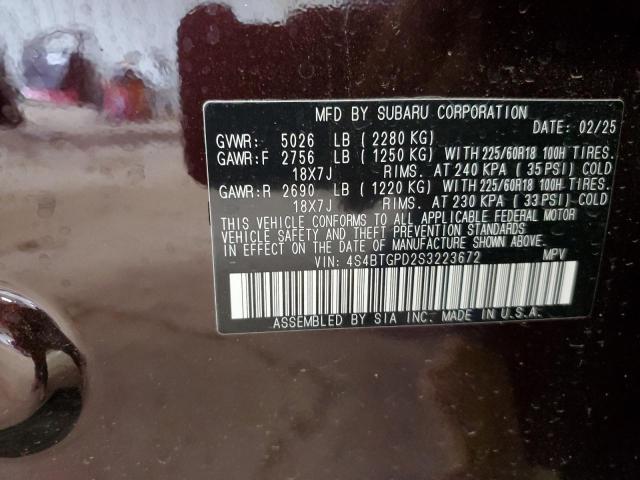 MFD BY SUBARU CORPORATION
DATE: 02/25
GVWR: 5026 LB (2280 KG)
GAWR:F 2756 LB (1250 KG) WITH 225/60R18 100H TIRES.
18X7J RIMS. AT 240 KPA (35 PSI) COLD
GAWR:R 2690 LB (1220 KG) WITH 225/60R18 100H TIRES.
18X7J RIMS. AT 230 KPA (33 PSI) COLD
THIS VEHICLE CONFORMS TO ALL APPLICABLE FEDERAL MOTOR
VEHICLE SAFETY AND THEFT PREVENTION STANDARDS
IN EFFECT ON THE DATE OF MANUFACTURE SHOWN ABOVE.
VIN: 4S4BTGPD2S3223672 MPV
ASSEMBLED BY SIA INC. MADE IN U.S.A.